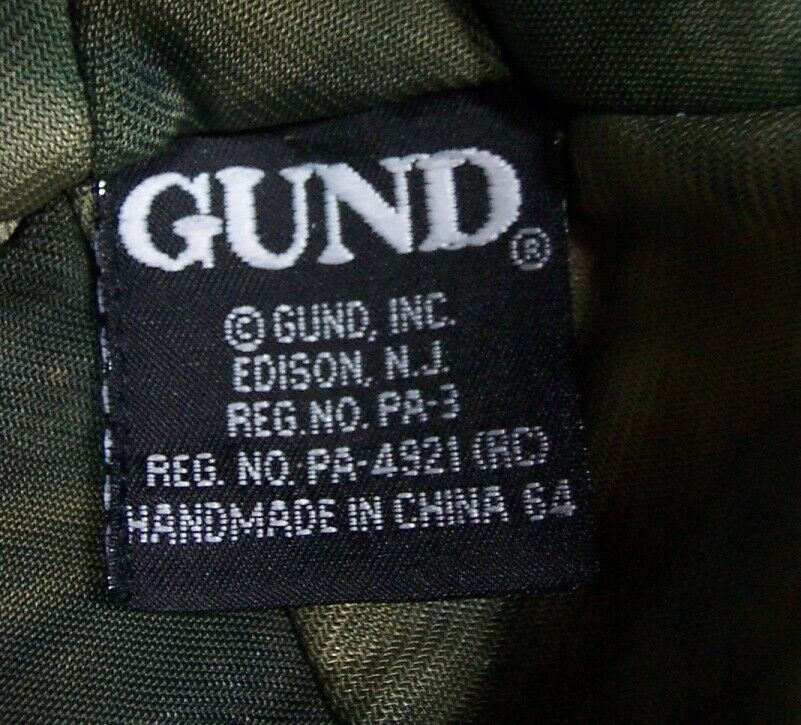 GUND®
© GUND, INC.
EDISON, N.J.
REG.NO. PA-3
REG. NO. PA-4921 (RC)
HANDMADE IN CHINA 64